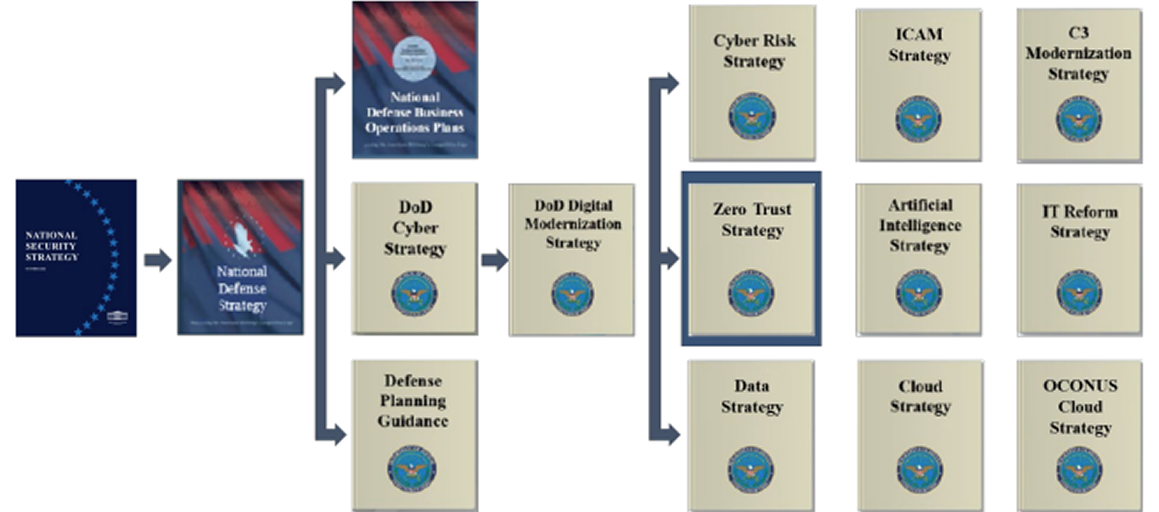 NATIONAL
SECURITY
STRATEGY
National
Defense
Strategy
National
Defense Business
Operations Plans
DoD
Cyber
Strategy
Defense
Planning
Guidance
DoD Digital
Modernization
Strategy
Cyber Risk
Strategy
ICAM
Strategy
C3
Modernization
Strategy
Zero Trust
Strategy
Artificial
Intelligence
Strategy
IT Reform
Strategy
Data
Strategy
Cloud
Strategy
OCONUS
Cloud
Strategy